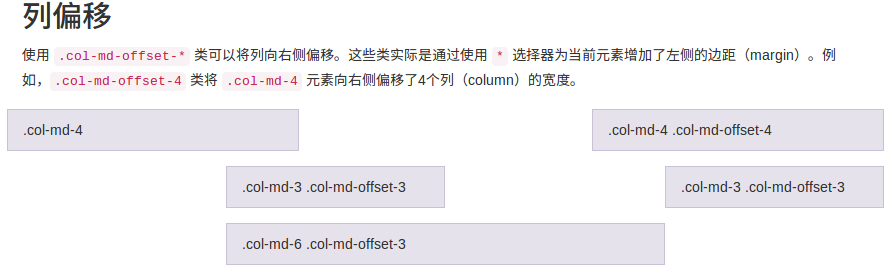 列偏移
使用 .col-md-offset-* 类可以将列向右侧偏移。这些类实际是通过使用 * 选择器为当前元素增加了左侧的边距（margin）。例
如，.col-md-offset-4 类将 .col-md-4 元素向右侧偏移了4个列（column）的宽度。
.col-md-4 .col-md-4 .col-md-offset-4
.col-md-3 .col-md-offset-3 .col-md-3 .col-md-offset-3
.col-md-6 .col-md-offset-3